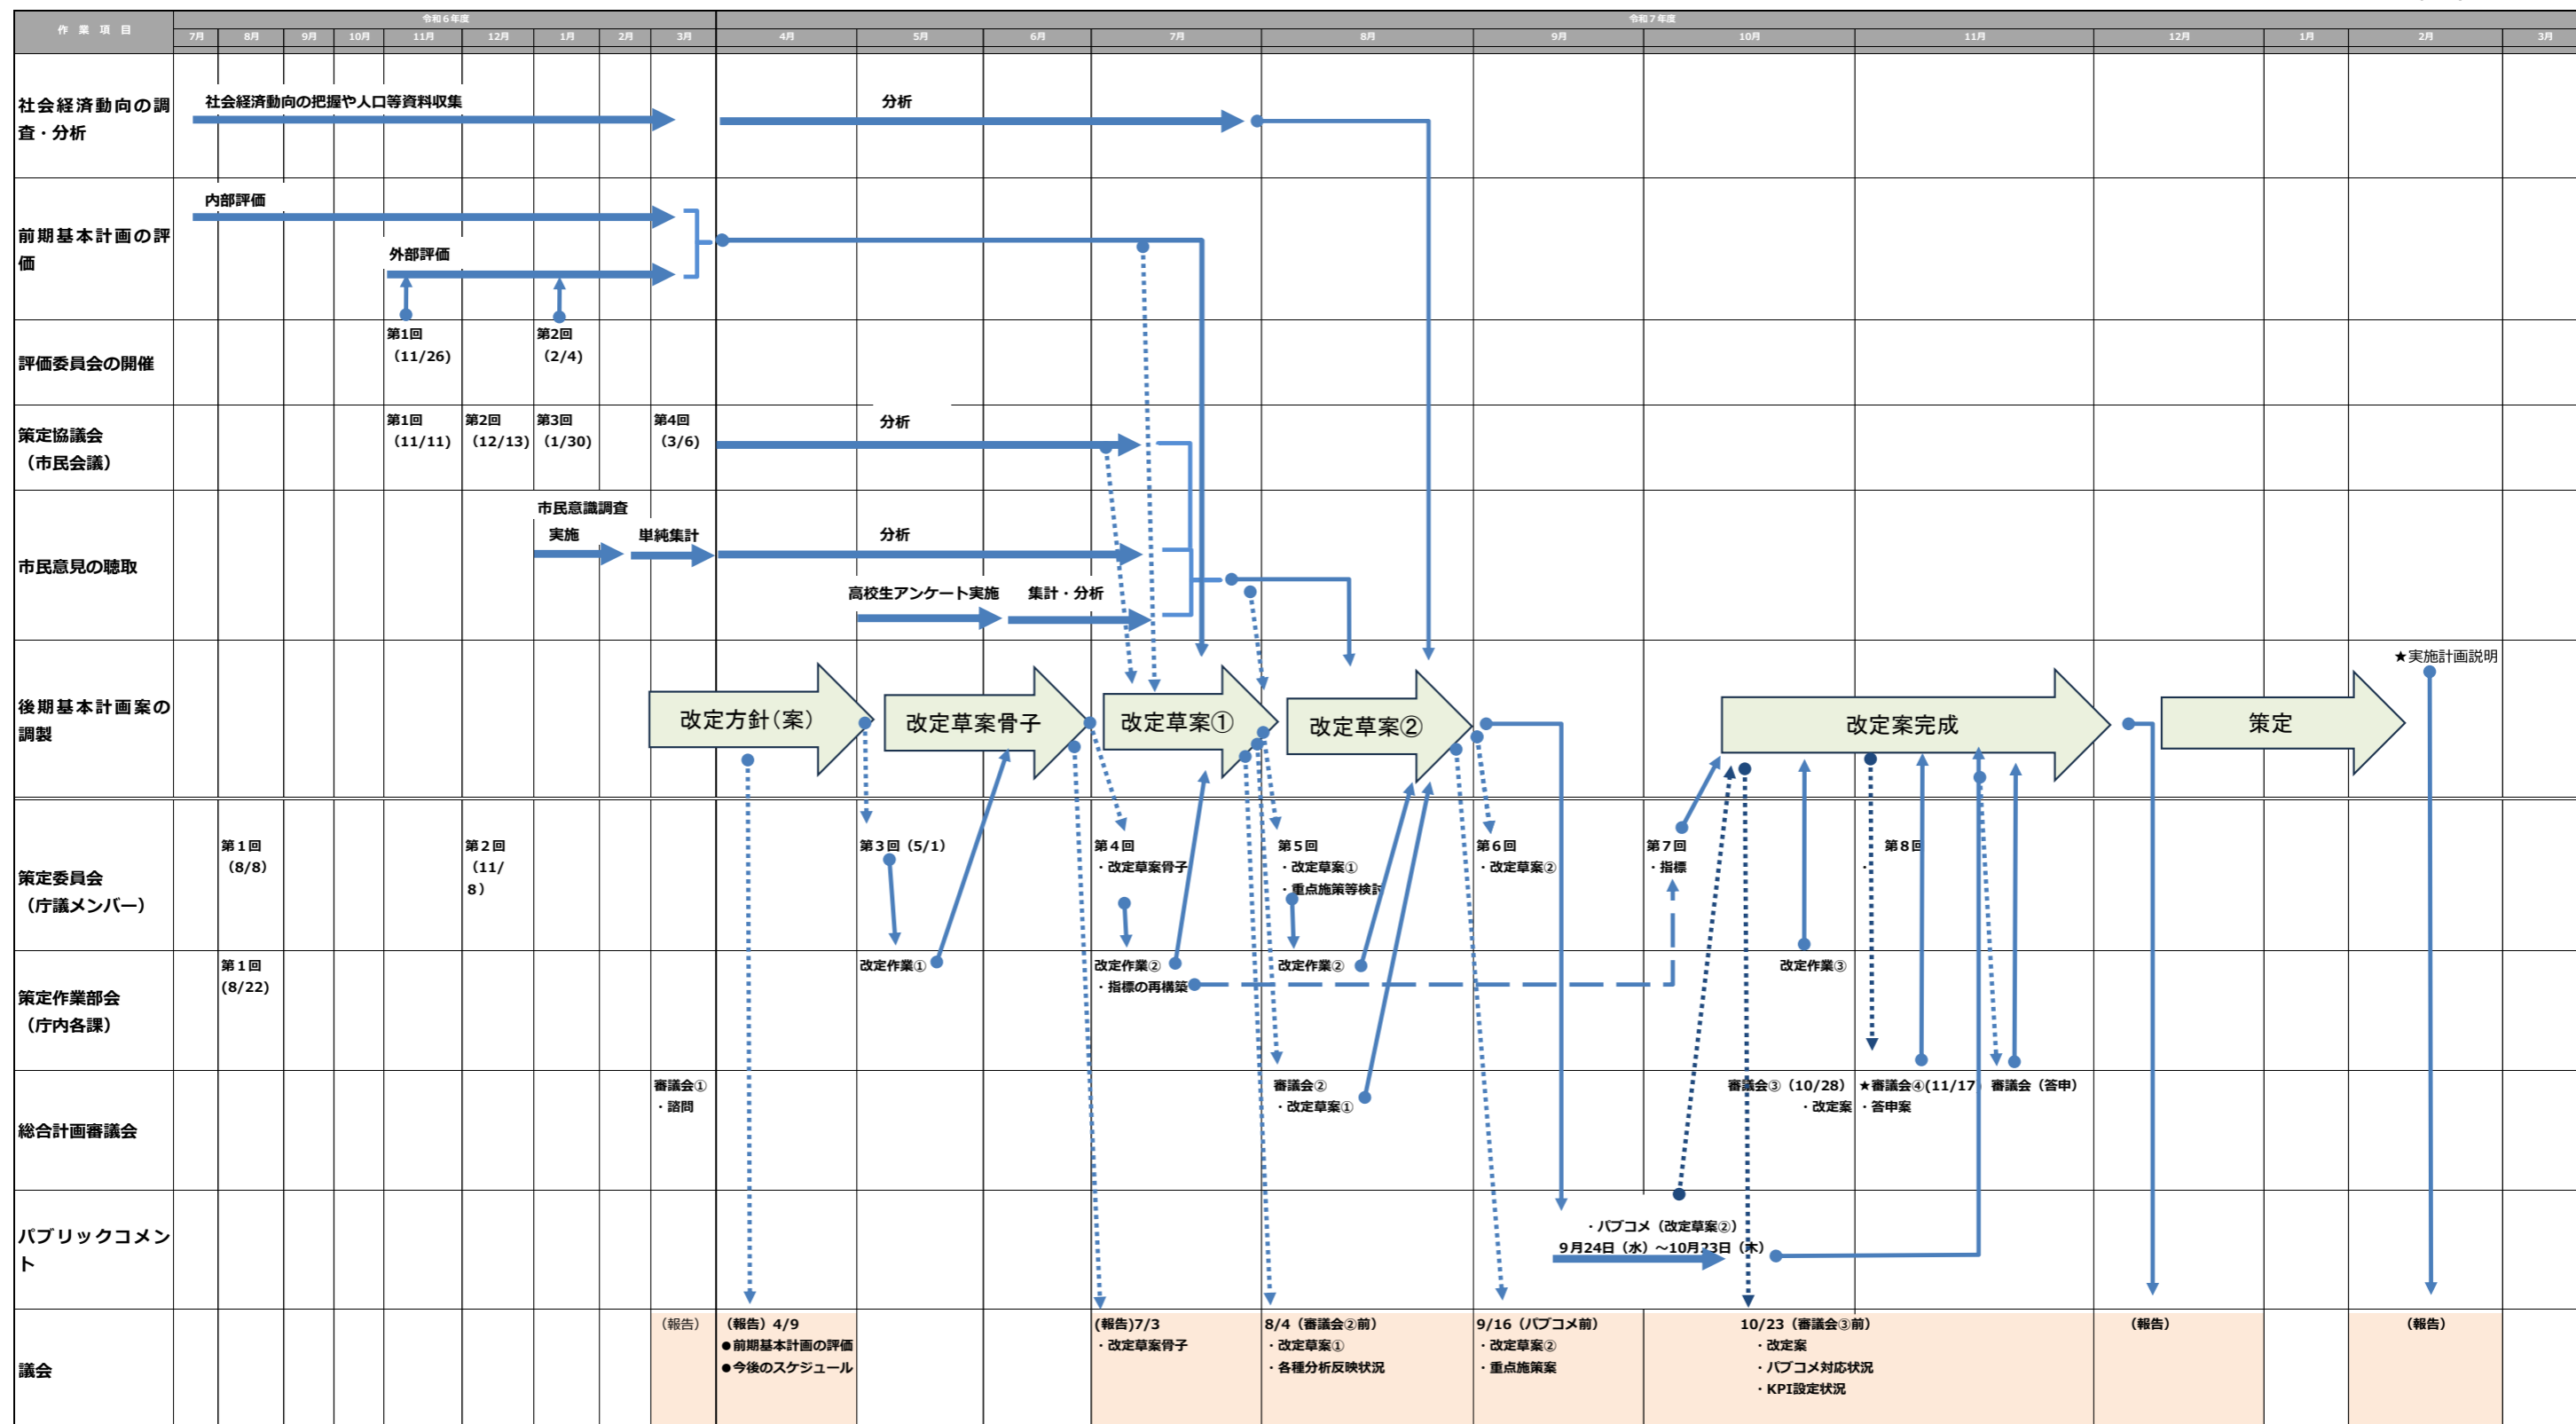 作 業 項 目
令和６年度
令和７年度
7月 8月 9月 10月 11月 12月 1月 2月 3月 4月 5月 6月 7月 8月 9月 10月 11月 12月 1月 2月 3月
社会経済動向の調
査・分析
社会経済動向の把握や人口等資料収集
分析
前期基本計画の評
価
内部評価
外部評価
評価委員会の開催
第1回
（11/26)
第2回
（2/4)
策定協議会
（市民会議）
第1回
（11/11)
第2回
（12/13)
第3回
（1/30)
第4回
（3/6)
分析
市民意見の聴取
市民意識調査
実施
単純集計
分析
高校生アンケート実施
集計・分析
後期基本計画案の
調製
改定方針（案）
改定草案骨子
改定草案①
改定草案②
改定案完成
策定
★実施計画説明
策定委員会
（庁議メンバー）
第１回
（8/8）
第２回
（11/
8）
第３回（5/1）
第４回
・改定草案骨子
第５回
・改定草案①
・重点施策等検討
第６回
・改定草案②
第７回
・指標
第８回
・
策定作業部会
（庁内各課）
第１回
(8/22)
改定作業①
改定作業②
・指標の再構築
改定作業②
改定作業③
総合計画審議会
審議会①
・諮問
審議会②
・改定草案①
審議会③（10/28）
・改定案
★審議会④(11/17）
・答申案
審議会（答申）
パブリックコメン
ト
・パブコメ（改定草案②）
９月24日（水）～10月23日（木）
議会
（報告）
（報告）4/9
●前期基本計画の評価
●今後のスケジュール
(報告)7/3
・改定草案骨子
8/4（審議会②前）
・改定草案①
・各種分析反映状況
9/16（パブコメ前）
・改定草案②
・重点施策案
10/23（審議会③前）
・改定案
・パブコメ対応状況
・KPI設定状況
（報告）
（報告）